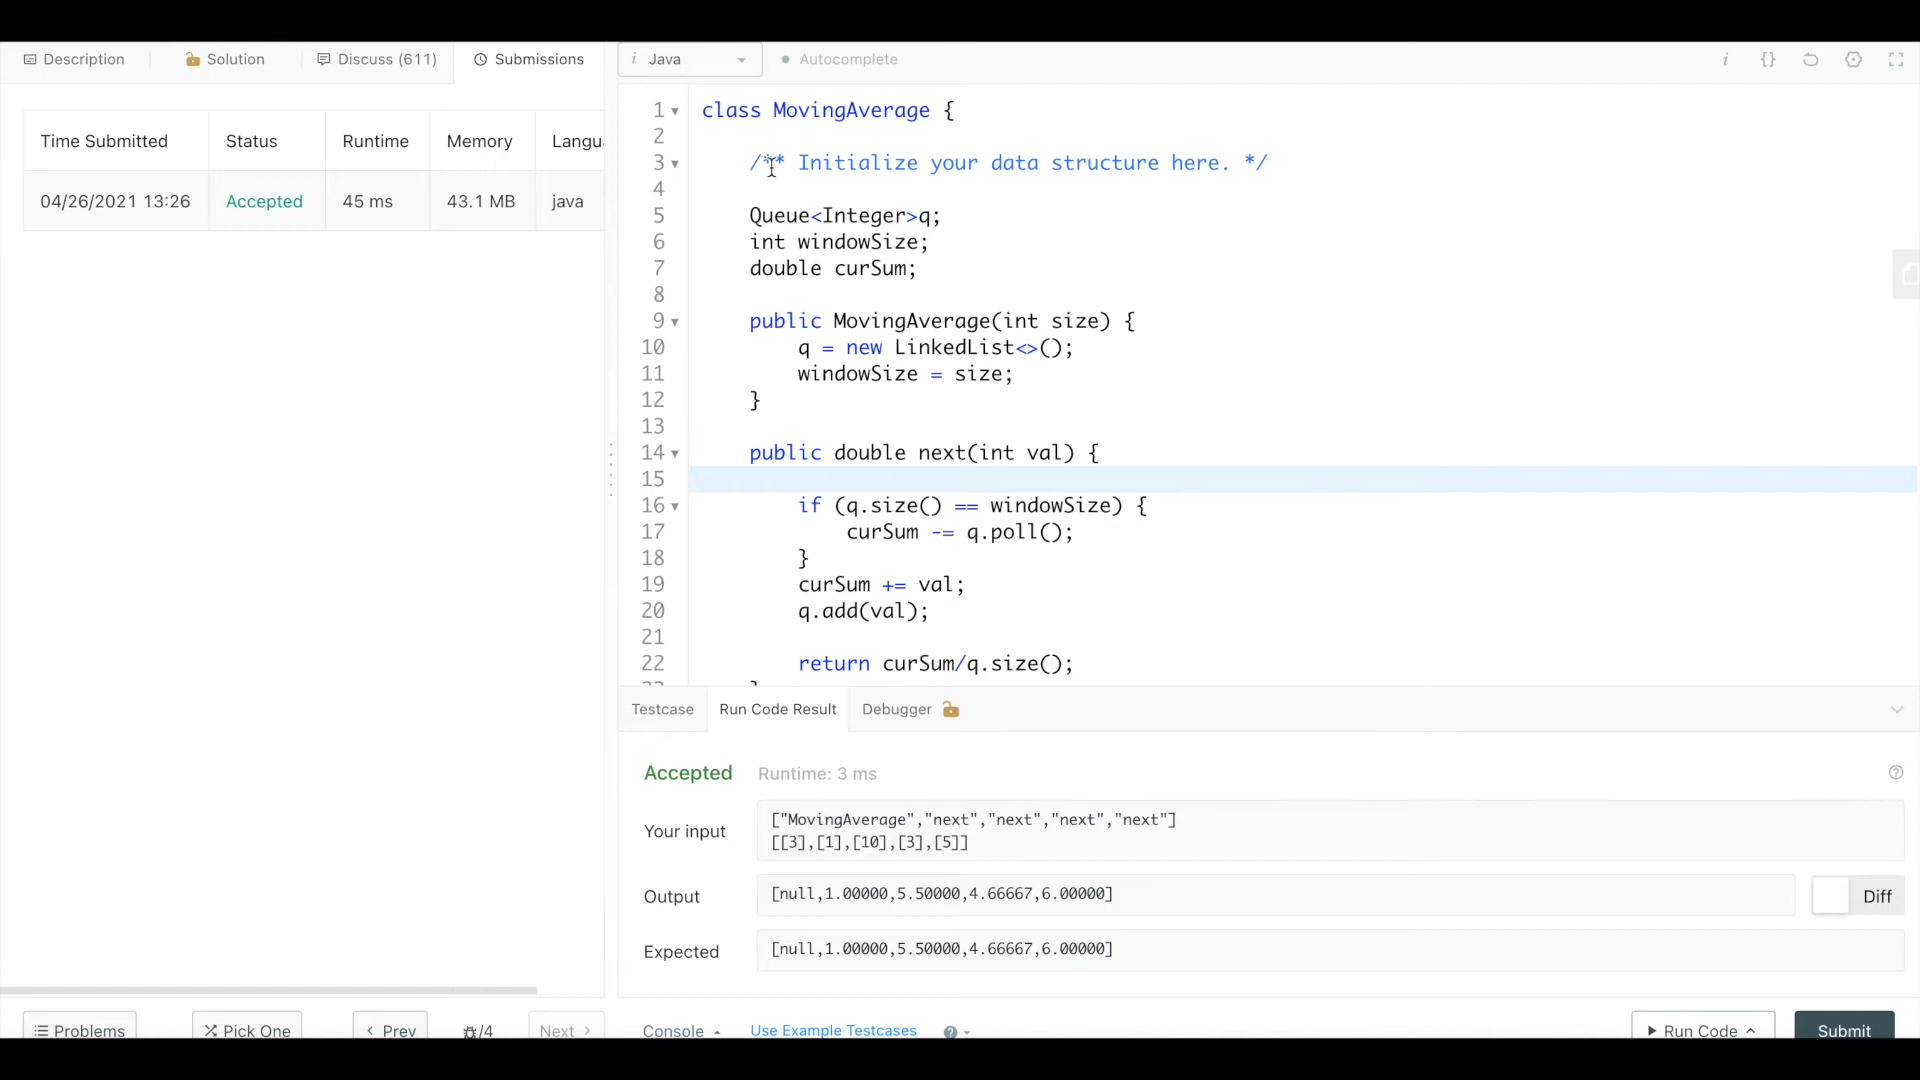 Description
Solution
Discuss (611)
Submissions
Time Submitted Status Runtime Memory Langu
04/26/2021 13:26 Accepted 45 ms 43.1 MB java
i Java
Autocomplete
i {}
1 class MovingAverage {
2
3 /** Initialize your data structure here. */
4
5 Queue<Integer>q;
6 int windowSize;
7 double curSum;
8
9 public MovingAverage(int size) {
10 q = new LinkedList<>();
11 windowSize = size;
12 }
13
14 public double next(int val) {
15
16 if (q.size() == windowSize) {
17 curSum -= q.poll();
18 }
19 curSum += val;
20 q.add(val);
21
22 return curSum/q.size();
Testcase Run Code Result Debugger
Accepted Runtime: 3 ms
Your input
["MovingAverage","next","next","next","next"]
[[3],[1],[10],[3],[5]]
Output [null,1.00000,5.50000,4.66667,6.00000] Diff
Expected [null,1.00000,5.50000,4.66667,6.00000]
Problems Pick One < Prev /4 Next > Console Use Example Testcases Run Code Submit